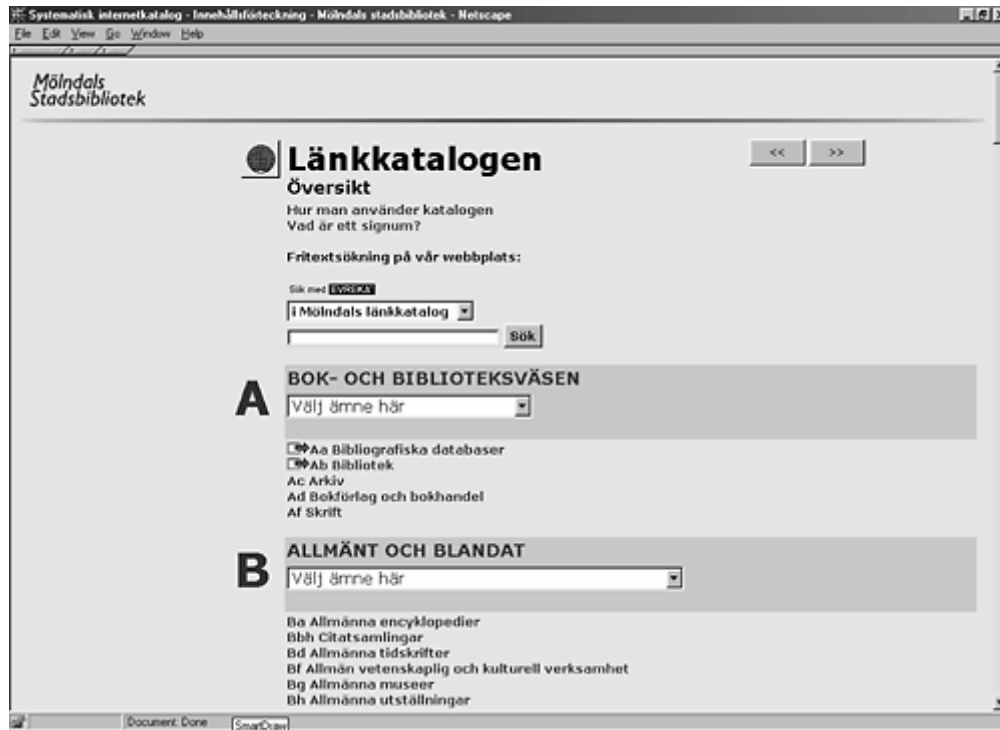 Systematisk internetkatalog - Innehållsförteckning - Mölndals stadsbibliotek - Netscape
File Edit View Go Window Help
Mölndals
Stadsbibliotek
Länkkatalogen
<< >>
Översikt
Hur man använder katalogen
Vad är ett signum?
Fritextsökning på vår webbplats:
Sök med EVREKA
i Mölndals länkkatalog
Sök
A
BOK- OCH BIBLIOTEKSVÄSEN
Välj ämne här
Aa Bibliografiska databaser
Ab Bibliotek
Ac Arkiv
Ad Bokförlag och bokhandel
Af Skrift
B
ALLMÄNT OCH BLANDAT
Välj ämne här
Ba Allmänna encyklopedier
Bbh Citatsamlingar
Bd Allmänna tidskrifter
Bf Allmän vetenskaplig och kulturell verksamhet
Bg Allmänna museer
Bh Allmänna utställningar
Document: Done
SmartDraw